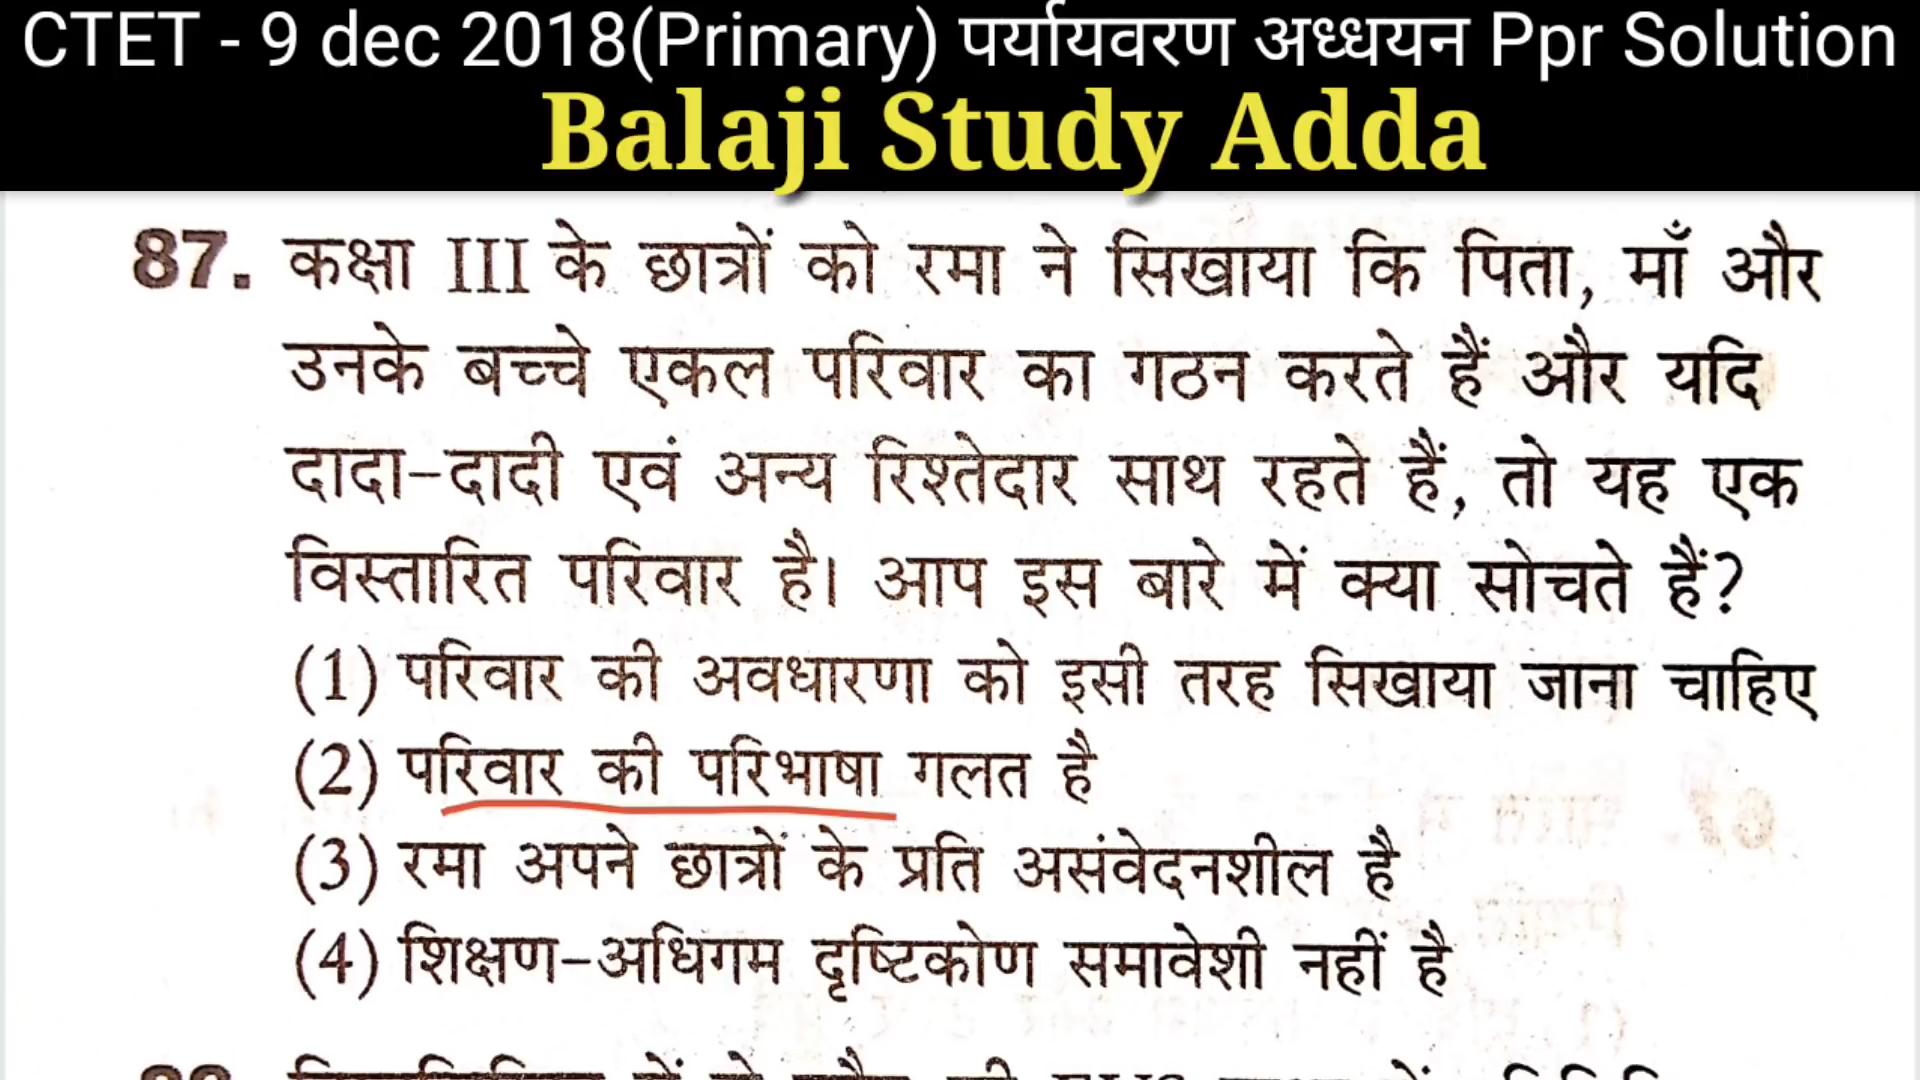 CTET - 9 dec 2018(Primary) पर्यायवरण अध्धयन Ppr Solution
Balaji Study Adda
87. कक्षा III के छात्रों को रमा ने सिखाया कि पिता, माँ और
उनके बच्चे एकल परिवार का गठन करते हैं और यदि
दादा-दादी एवं अन्य रिश्तेदार साथ रहते हैं, तो यह एक
विस्तारित परिवार है। आप इस बारे में क्या सोचते हैं?
(1) परिवार की अवधारणा को इसी तरह सिखाया जाना चाहिए
(2) परिवार की परिभाषा गलत है
(3) रमा अपने छात्रों के प्रति असंवेदनशील है
(4) शिक्षण-अधिगम दृष्टिकोण समावेशी नहीं है